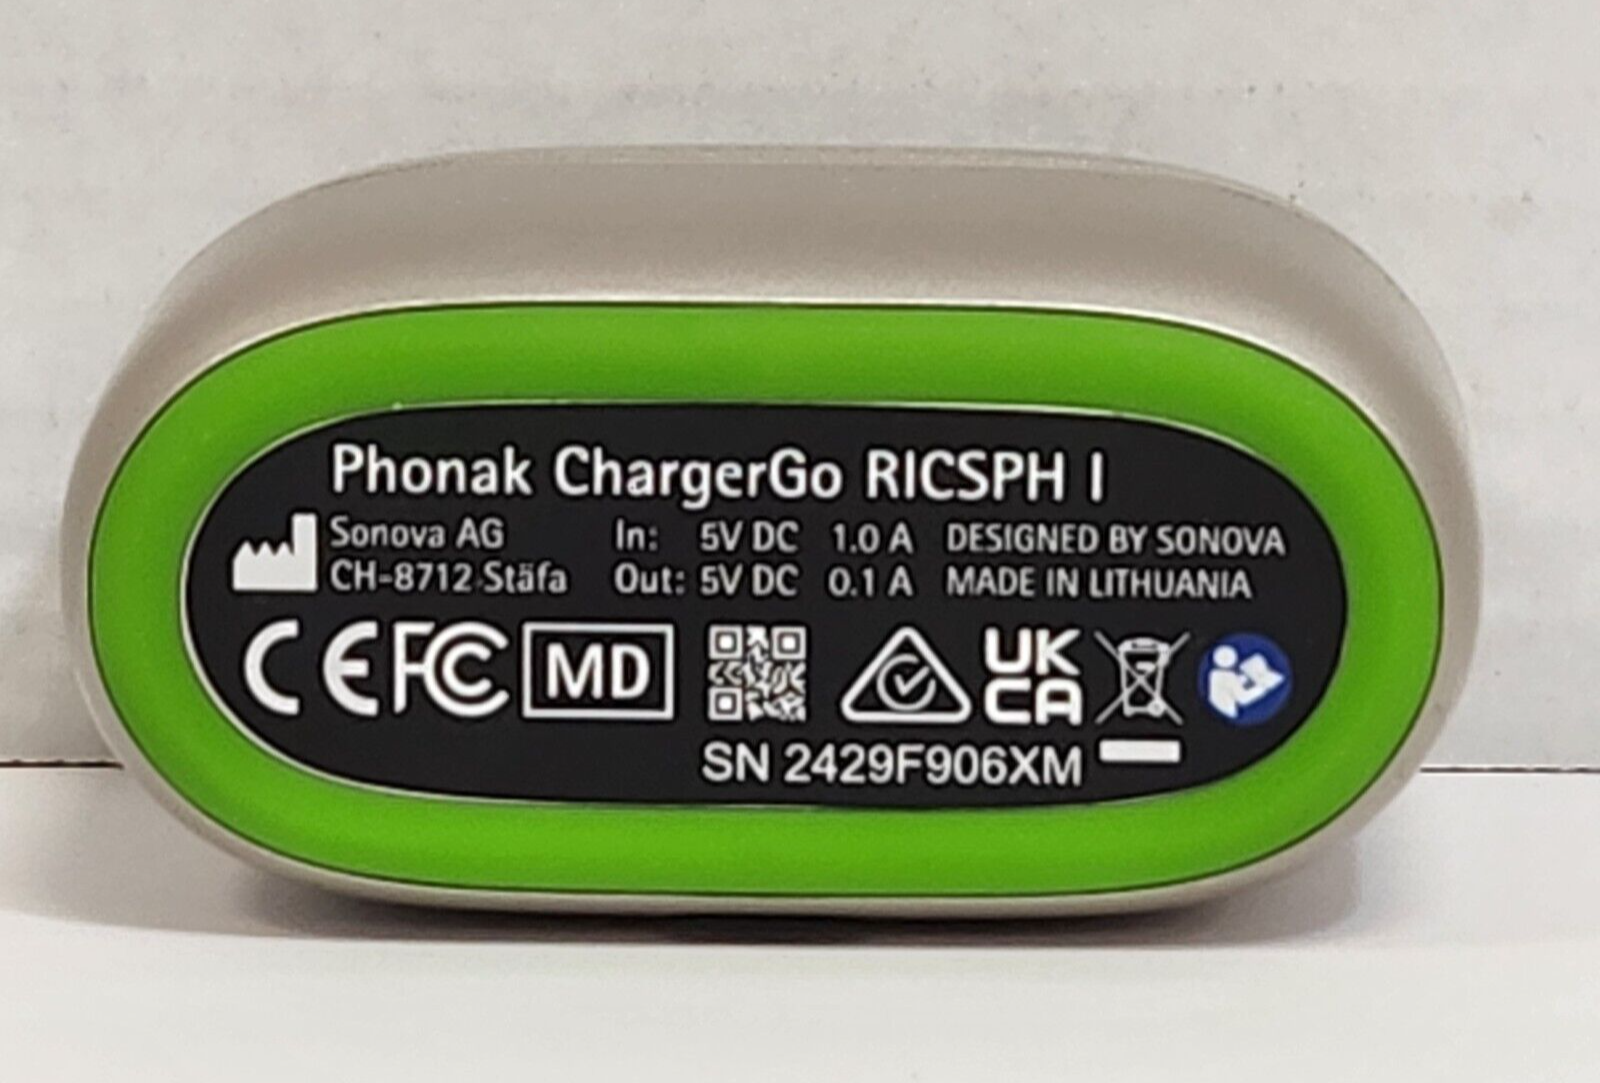 Phonak ChargerGo RICSPH I
Sonova AG
CH-8712 Stäfa
In: 5V DC 1.0 A
Out: 5V DC 0.1 A
DESIGNED BY SONOVA
MADE IN LITHUANIA
CE FC MD UK CA
SN 2429F906XM